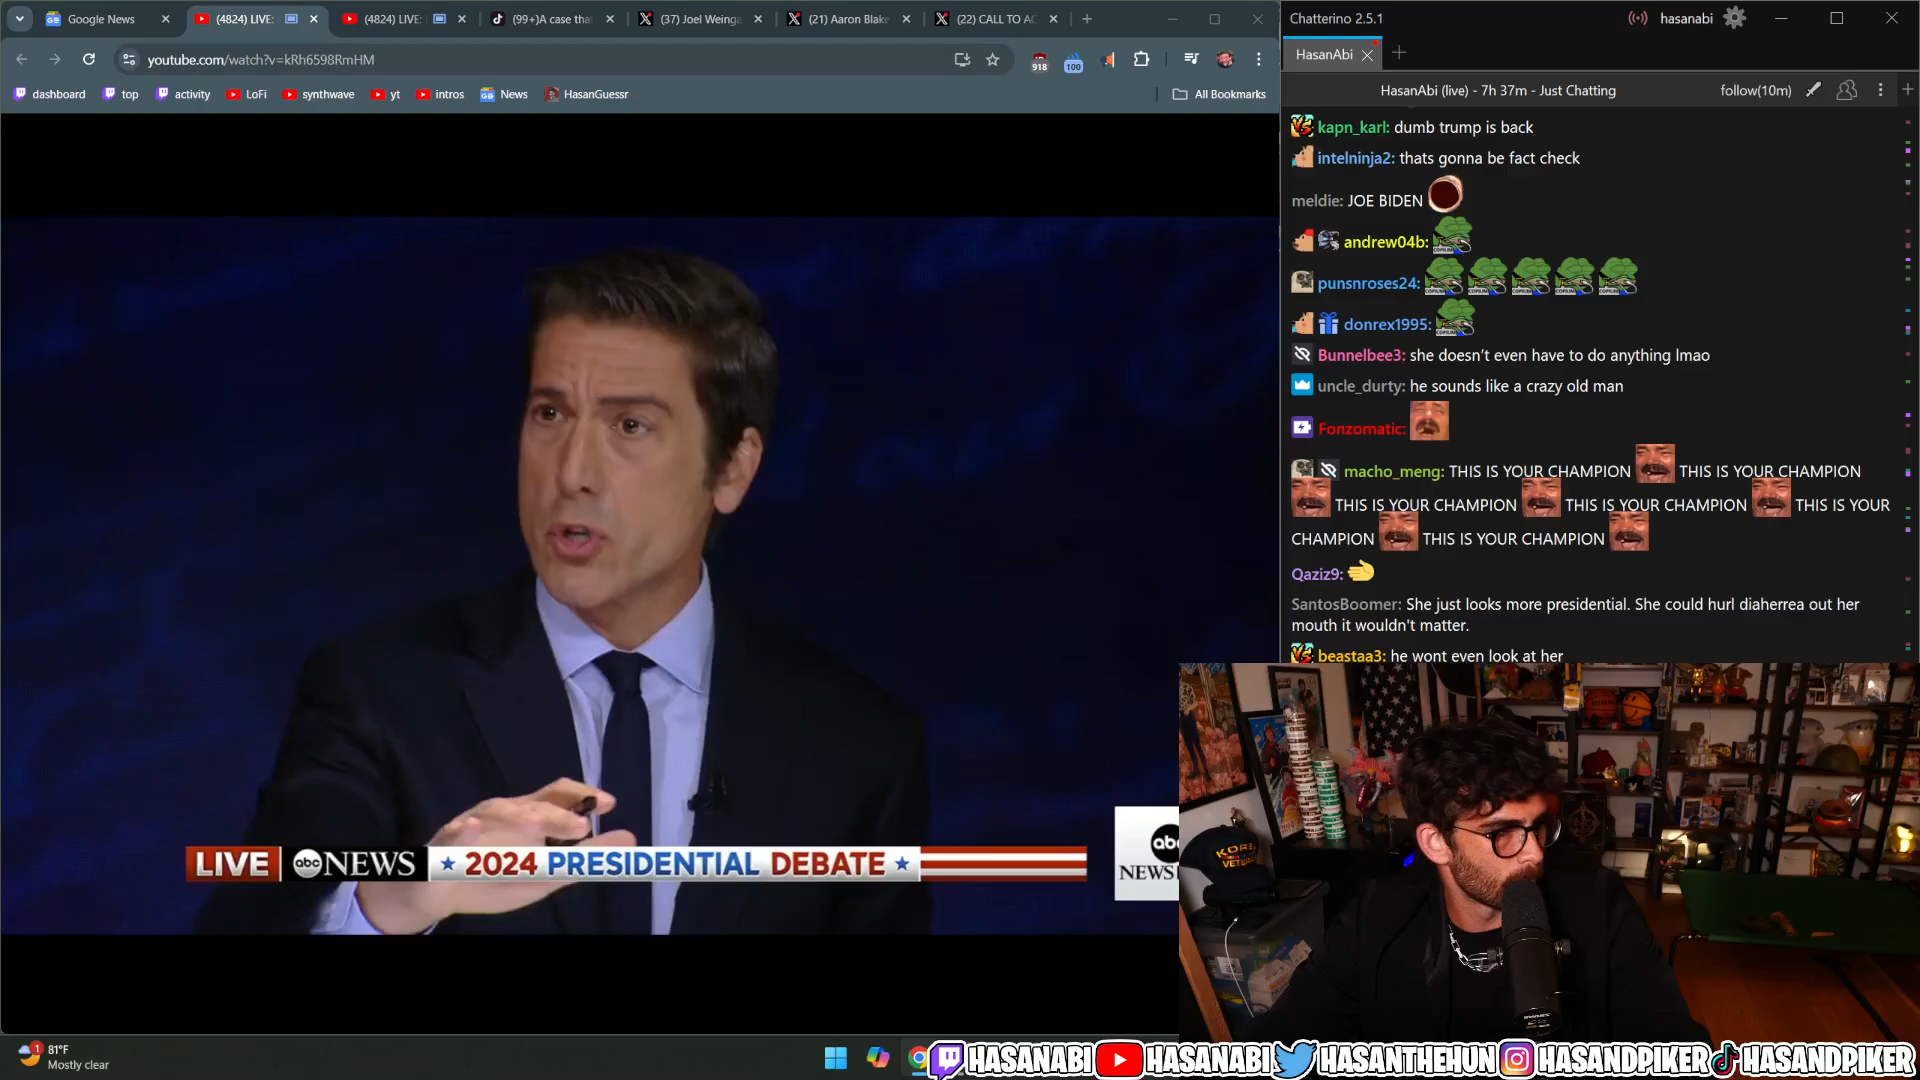 Google News
(4824) LIVE:
(4824) LIVE:
(99+)A case tha
(37) Joel Weinga
(21) Aaron Blake
(22) CALL TO AC
youtube.com/watch?v=kRh6598RmHM
918
100
dashboard
top
activity
LoFi
synthwave
yt
intros
News
HasanGuessr
All Bookmarks
LIVE abc NEWS ★ 2024 PRESIDENTIAL DEBATE ★
abc
NEWS
1
81°F
Mostly clear
Chatterino 2.5.1
hasanabi
HasanAbi
HasanAbi (live) - 7h 37m - Just Chatting
follow(10m)
kapn_karl: dumb trump is back
intelninja2: thats gonna be fact check
meldie: JOE BIDEN
andrew04b:
punsnroses24:
donrex1995:
Bunnelbee3: she doesn't even have to do anything lmao
uncle_durty: he sounds like a crazy old man
Fonzomatic:
macho_meng: THIS IS YOUR CHAMPION THIS IS YOUR CHAMPION
THIS IS YOUR CHAMPION THIS IS YOUR CHAMPION THIS IS YOUR
CHAMPION THIS IS YOUR CHAMPION
Qaziz9:
SantosBoomer: She just looks more presidential. She could hurl diaherrea out her
mouth it wouldn't matter.
beastaa3: he wont even look at her
KOREA
VETERAN
HASANABI HASANABI HASANTHEHUN HASANDPIKER HASANDPIKER